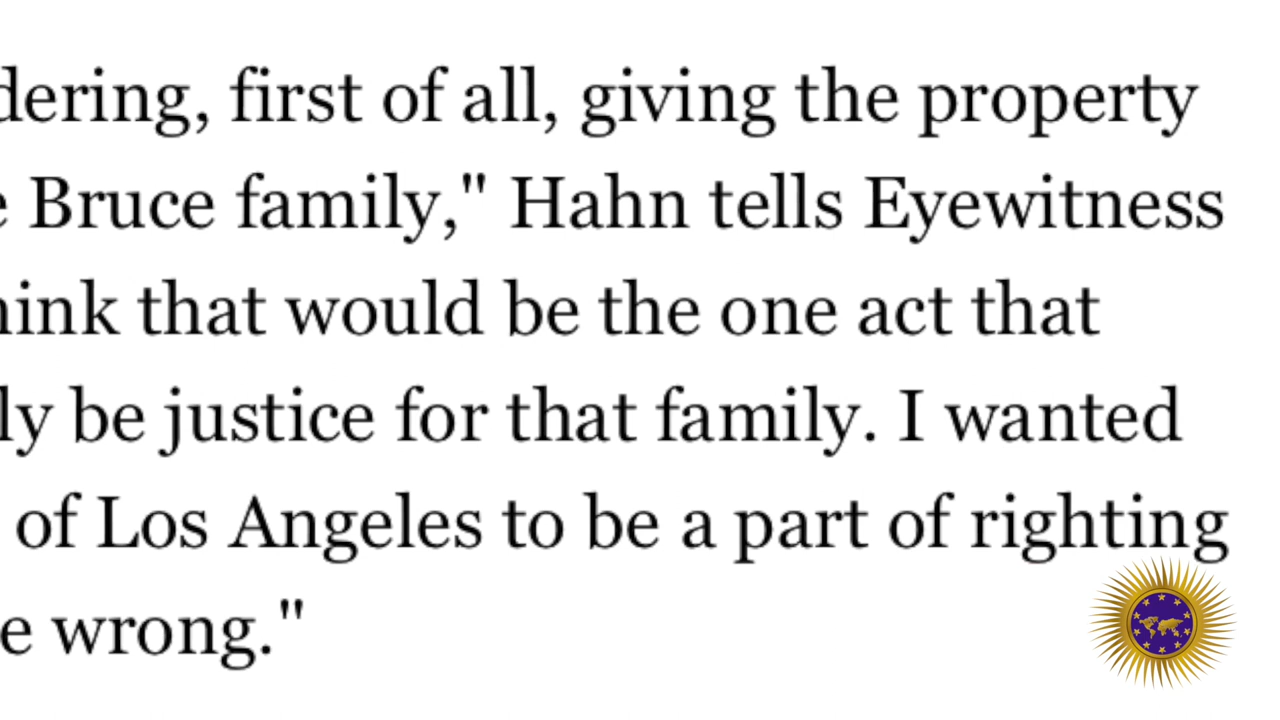 dering, first of all, giving the property
e Bruce family," Hahn tells Eyewitness
hink that would be the one act that
ly be justice for that family. I wanted
of Los Angeles to be a part of righting
e wrong."